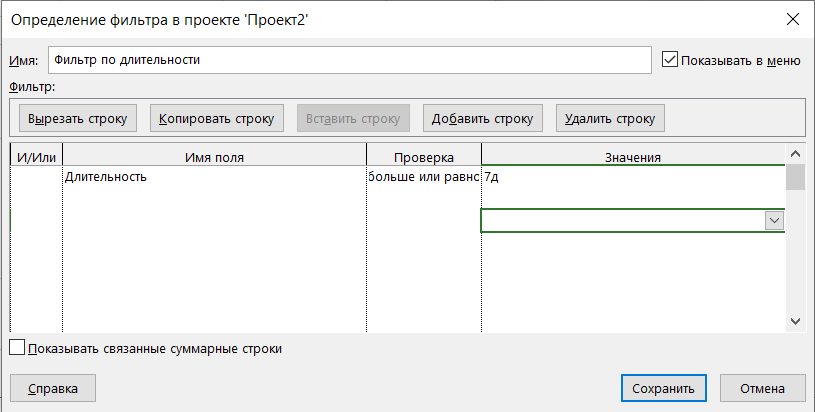 Определение фильтра в проекте 'Проект2'
Имя: Фильтр по длительности Показывать в меню
Фильтр:
Вырезать строку Копировать строку Вставить строку Добавить строку Удалить строку
И/Или Имя поля Проверка Значения
Длительность больше или равно 7д
Показывать связанные суммарные строки
Справка Сохранить Отмена